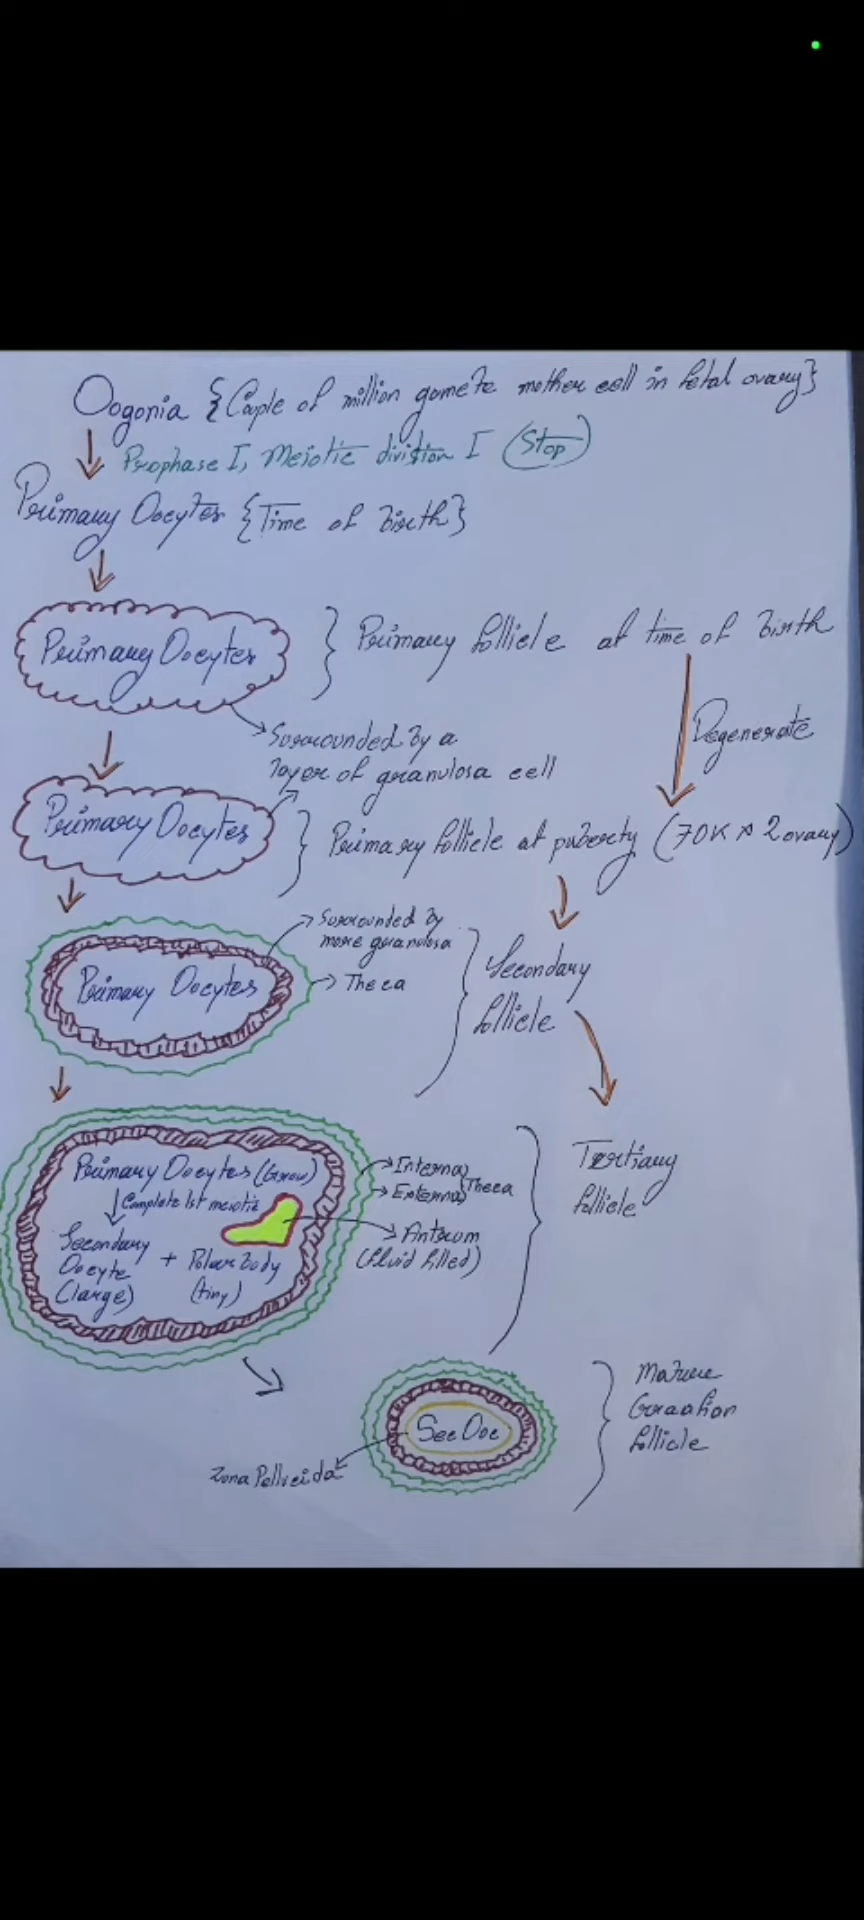 Oogonia {Couple of million gamete mother cell in fetal ovary}
Prophase I, Meiotic division I (Stop)
Primary Oocytes {Time of birth}
Primary Oocytes } Primary follicle at time of birth
Surrounded by a
layer of granulosa cell
Degenerate
Primary Oocytes } Primary follicle at puberty (70K × 2 ovary)
Surrounded by
more granulosa
Theca
Primary Oocytes
Secondary
follicle
Primary Oocytes (Grow)
Complete 1st meiotic
Secondary
Oocyte
(large)
+ Polar body
(tiny)
Interna
Externa
Theca
Antrum
(fluid filled)
Tertiary
follicle
Sec Ooc
Zona Pellucida
Mature
Graafian
follicle